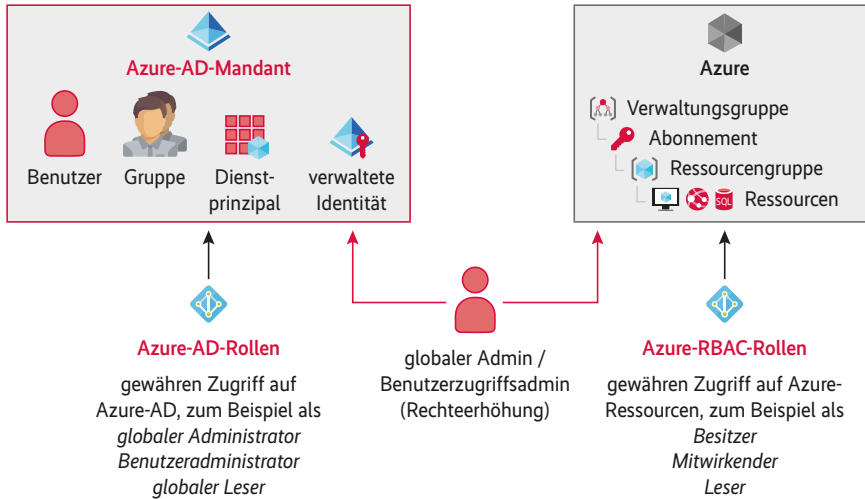 Azure-AD-Mandant
Benutzer
Gruppe
Dienst-
prinzipal
verwaltete
Identität
Azure
Verwaltungsgruppe
Abonnement
Ressourcengruppe
SQL
Ressourcen
Azure-AD-Rollen
gewähren Zugriff auf
Azure-AD, zum Beispiel als
globaler Administrator
Benutzeradministrator
globaler Leser
globaler Admin /
Benutzerzugriffsadmin
(Rechteerhöhung)
Azure-RBAC-Rollen
gewähren Zugriff auf Azure-
Ressourcen, zum Beispiel als
Besitzer
Mitwirkender
Leser